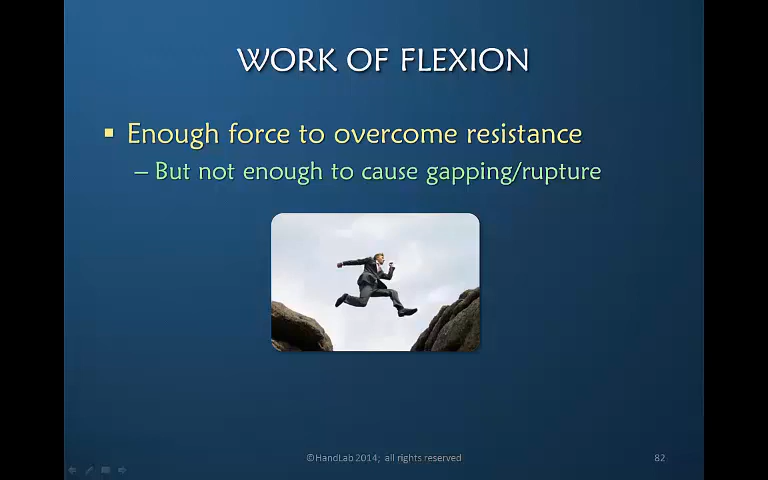 WORK OF FLEXION
▪ Enough force to overcome resistance
– But not enough to cause gapping/rupture
©HandLab 2014; all rights reserved
82